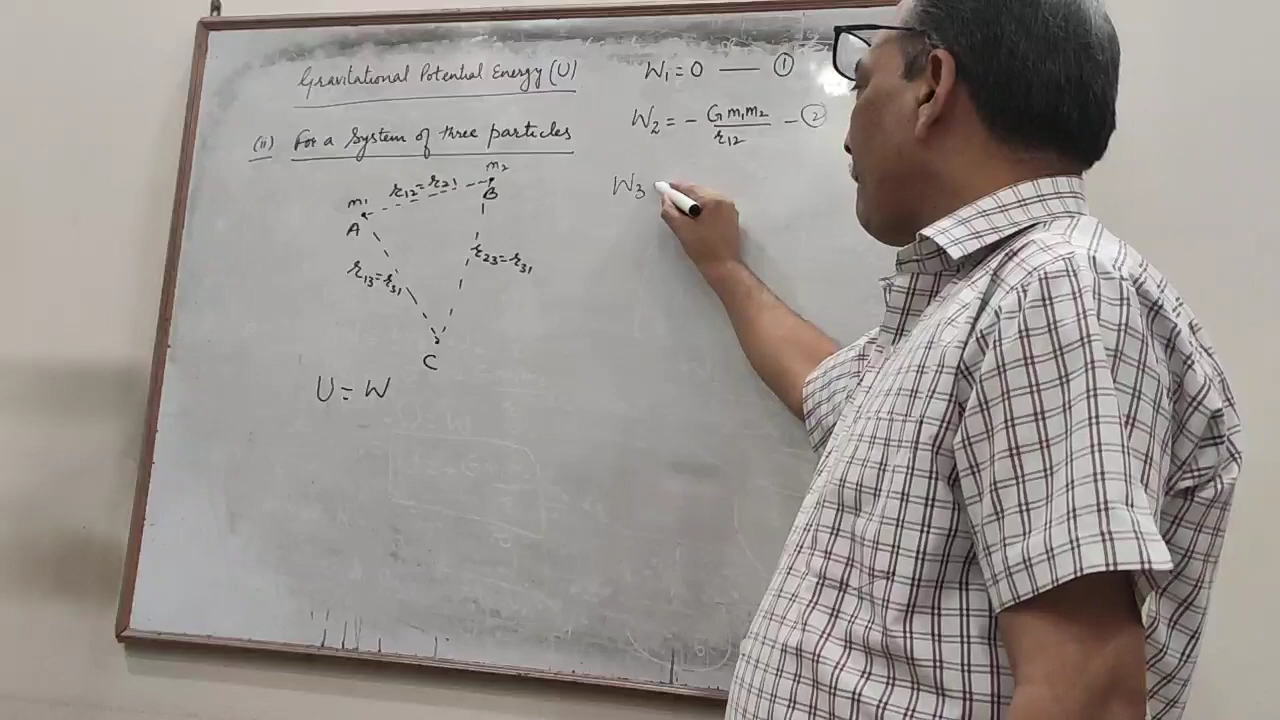 Gravitational Potential Energy (U)
(ii) For a System of three particles
m1
A
r12=r21
m2
B
r13=r31
r23=r31
C
U = W
W1 = 0 — ①
W2 = - G m1m2 / r12 - ②
W3